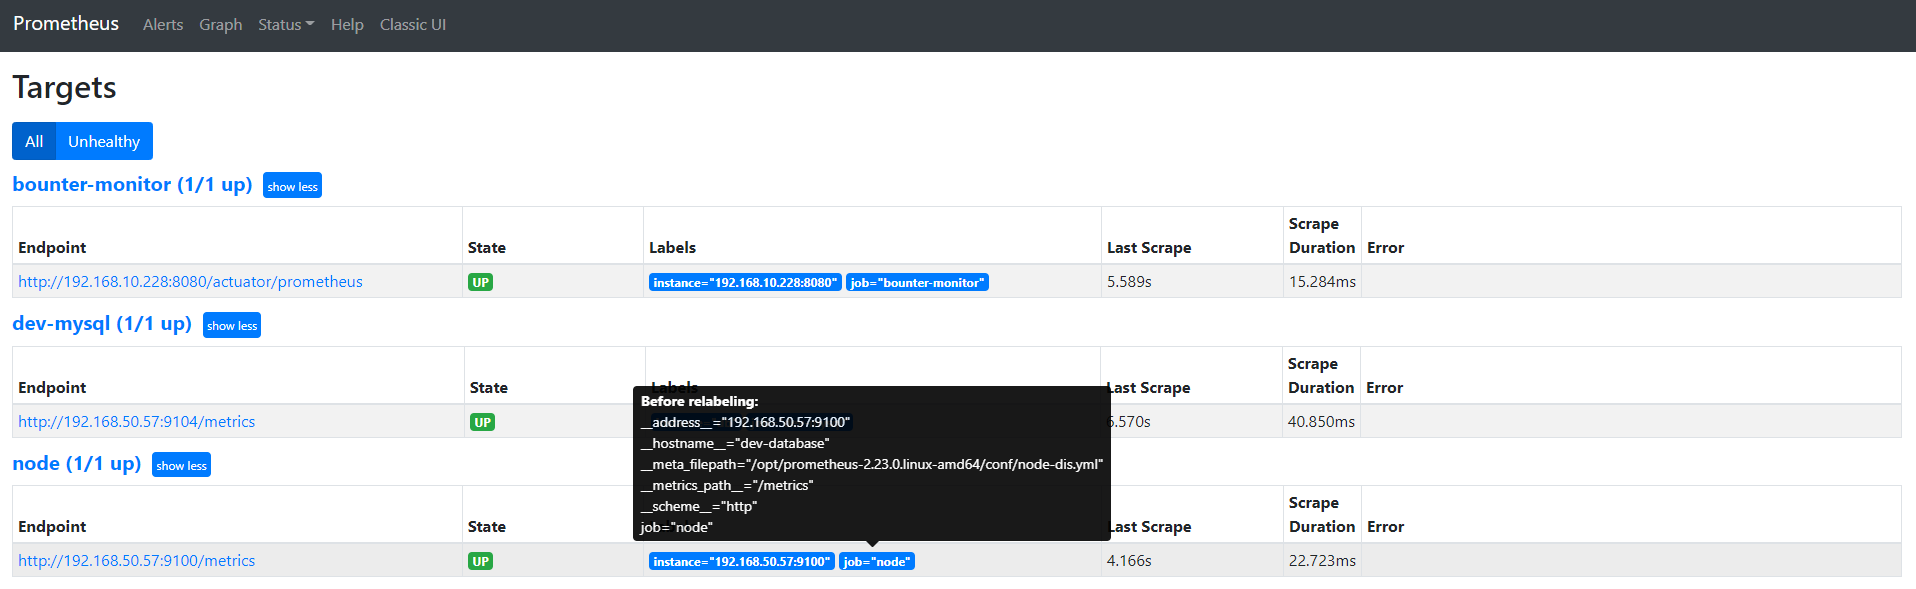 Prometheus Alerts Graph Status Help Classic UI
Targets
All Unhealthy
bounter-monitor (1/1 up) show less
Endpoint State Labels Last Scrape Scrape Duration Error
http://192.168.10.228:8080/actuator/prometheus UP instance="192.168.10.228:8080" job="bounter-monitor" 5.589s 15.284ms
dev-mysql (1/1 up) show less
Endpoint State Labels Last Scrape Scrape Duration Error
http://192.168.50.57:9104/metrics UP 5.570s 40.850ms
Before relabeling:
__address__="192.168.50.57:9100"
__hostname__="dev-database"
__meta_filepath="/opt/prometheus-2.23.0.linux-amd64/conf/node-dis.yml"
__metrics_path__="/metrics"
__scheme__="http"
job="node"
node (1/1 up) show less
Endpoint State Last Scrape Scrape Duration Error
http://192.168.50.57:9100/metrics UP instance="192.168.50.57:9100" job="node" 4.166s 22.723ms